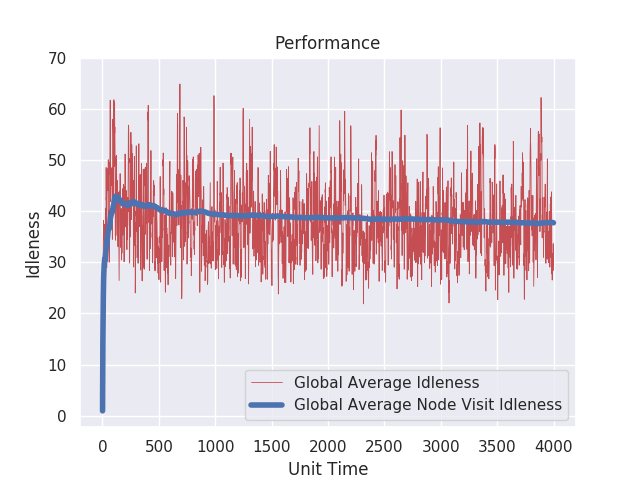 Performance
70
60
50
40
30
20
10
0
Idleness
Global Average Idleness
Global Average Node Visit Idleness
0 500 1000 1500 2000 2500 3000 3500 4000
Unit Time